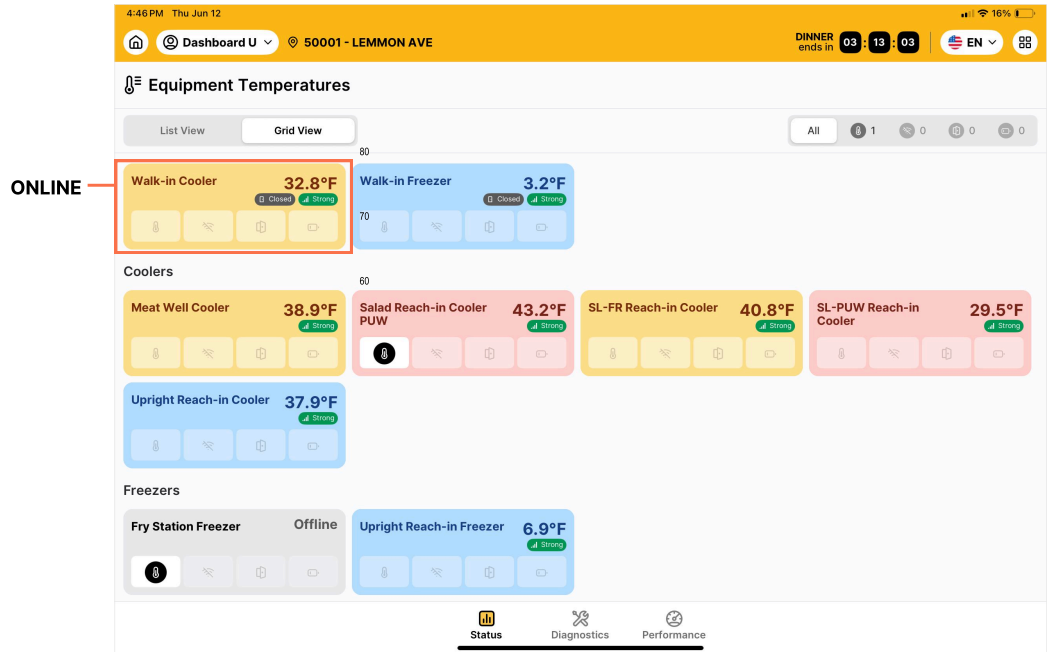 4:46 PM Thu Jun 12
16%
Dashboard U
50001 - LEMMON AVE
DINNER
ends in
03 : 13 : 03
EN
Equipment Temperatures
List View
Grid View
All
1
0
0
0
80
ONLINE
Walk-in Cooler
32.8°F
Closed
Strong
Walk-in Freezer
3.2°F
Closed
Strong
70
Coolers
60
Meat Well Cooler
38.9°F
Strong
Salad Reach-in Cooler
PUW
43.2°F
Strong
SL-FR Reach-in Cooler
40.8°F
Strong
SL-PUW Reach-in
Cooler
29.5°F
Strong
Upright Reach-in Cooler
37.9°F
Strong
Freezers
Fry Station Freezer
Offline
Upright Reach-in Freezer
6.9°F
Strong
Status
Diagnostics
Performance